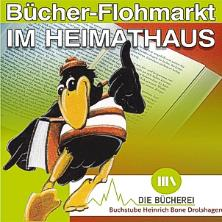 Bücher-Flohmarkt
IM HEIMATHAUS
DIE BÜCHEREI
Buchstube Heinrich Bone Drolshagen